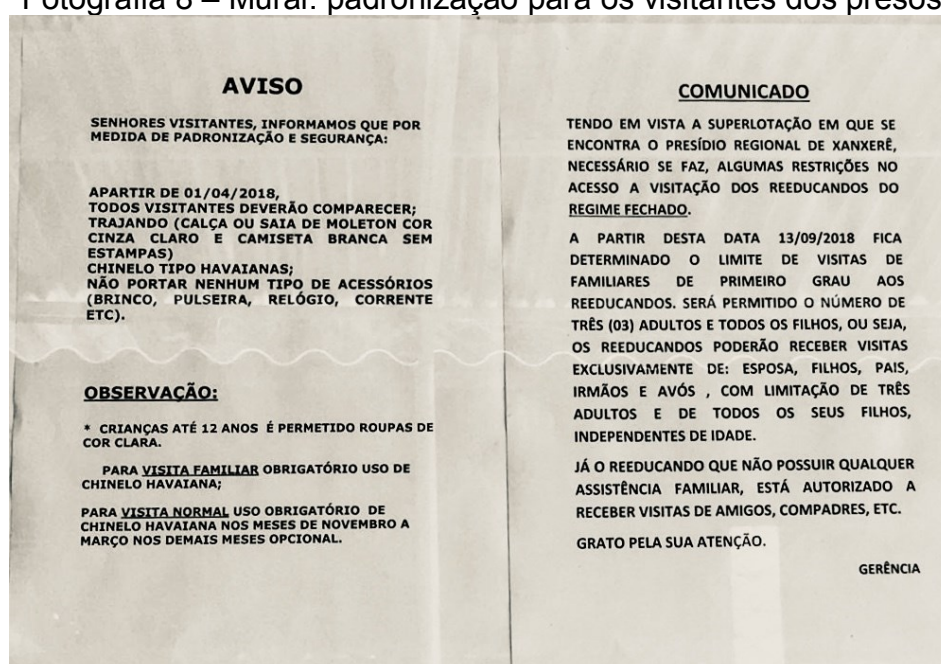 Fotografia 8 – Mural: padronização para os visitantes dos presos
AVISO
SENHORES VISITANTES, INFORMAMOS QUE POR
MEDIDA DE PADRONIZAÇÃO E SEGURANÇA:
APARTIR DE 01/04/2018,
TODOS VISITANTES DEVERÃO COMPARECER;
TRAJANDO (CALÇA OU SAIA DE MOLETON COR
CINZA CLARO E CAMISETA BRANCA SEM
ESTAMPAS)
CHINELO TIPO HAVAIANAS;
NÃO PORTAR NENHUM TIPO DE ACESSÓRIOS
(BRINCO, PULSEIRA, RELÓGIO, CORRENTE
ETC).
OBSERVAÇÃO:
* CRIANÇAS ATÉ 12 ANOS É PERMETIDO ROUPAS DE
COR CLARA.
PARA VISITA FAMILIAR OBRIGATÓRIO USO DE
CHINELO HAVAIANA;
PARA VISITA NORMAL USO OBRIGATÓRIO DE
CHINELO HAVAIANA NOS MESES DE NOVEMBRO A
MARÇO NOS DEMAIS MESES OPCIONAL.
COMUNICADO
TENDO EM VISTA A SUPERLOTAÇÃO EM QUE SE
ENCONTRA O PRESÍDIO REGIONAL DE XANXERÊ,
NECESSÁRIO SE FAZ, ALGUMAS RESTRIÇÕES NO
ACESSO A VISITAÇÃO DOS REEDUCANDOS DO
REGIME FECHADO.
A PARTIR DESTA DATA 13/09/2018 FICA
DETERMINADO O LIMITE DE VISITAS DE
FAMILIARES DE PRIMEIRO GRAU AOS
REEDUCANDOS. SERÁ PERMITIDO O NÚMERO DE
TRÊS (03) ADULTOS E TODOS OS FILHOS, OU SEJA,
OS REEDUCANDOS PODERÃO RECEBER VISITAS
EXCLUSIVAMENTE DE: ESPOSA, FILHOS, PAIS,
IRMÃOS E AVÓS , COM LIMITAÇÃO DE TRÊS
ADULTOS E DE TODOS OS SEUS FILHOS,
INDEPENDENTES DE IDADE.
JÁ O REEDUCANDO QUE NÃO POSSUIR QUALQUER
ASSISTÊNCIA FAMILIAR, ESTÁ AUTORIZADO A
RECEBER VISITAS DE AMIGOS, COMPADRES, ETC.
GRATO PELA SUA ATENÇÃO.
GERÊNCIA